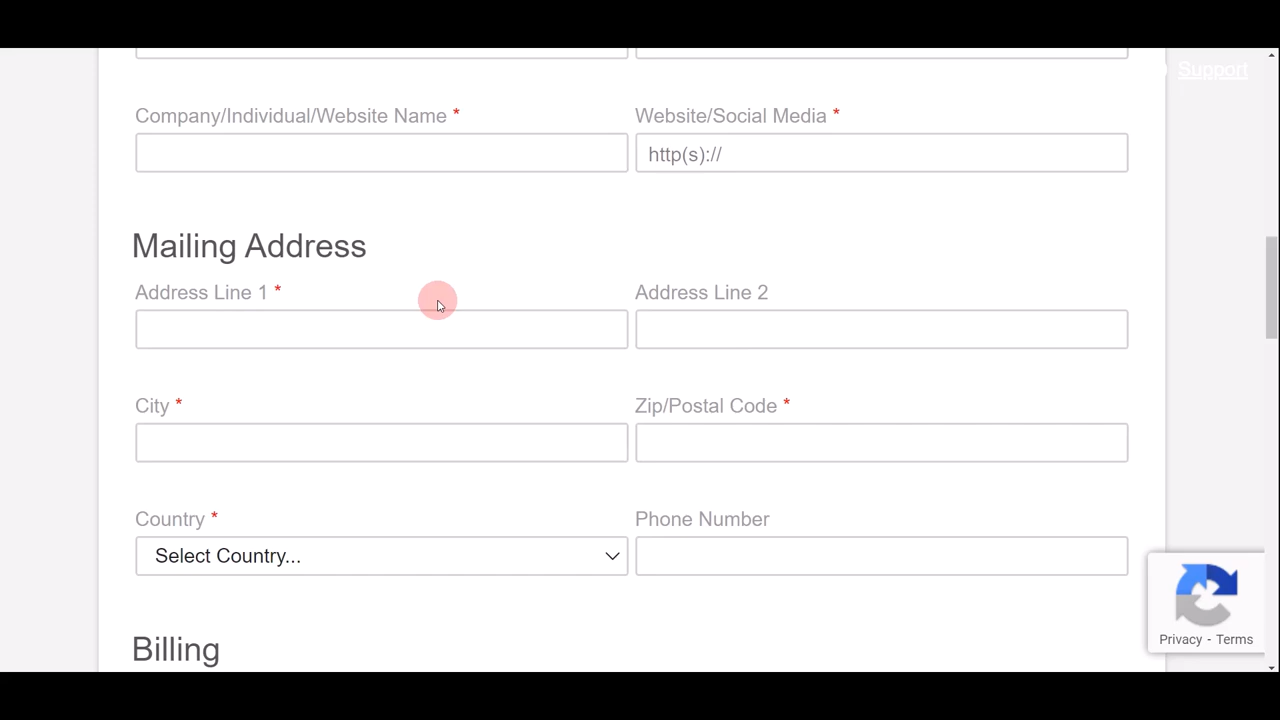 Support
Company/Individual/Website Name * Website/Social Media *
http(s)://
Mailing Address
Address Line 1 * Address Line 2
City * Zip/Postal Code *
Country * Phone Number
Select Country...
Privacy - Terms
Billing